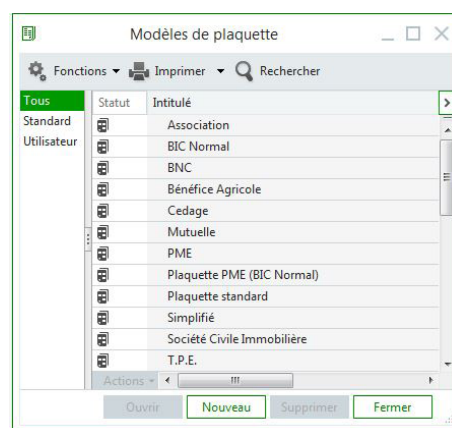 Modèles de plaquette
Fonctions Imprimer Rechercher
Tous
Standard
Utilisateur
Statut Intitulé
Association
BIC Normal
BNC
Bénéfice Agricole
Cedage
Mutuelle
PME
Plaquette PME (BIC Normal)
Plaquette standard
Simplifié
Société Civile Immobilière
T.P.E.
Actions
Ouvrir Nouveau Supprimer Fermer